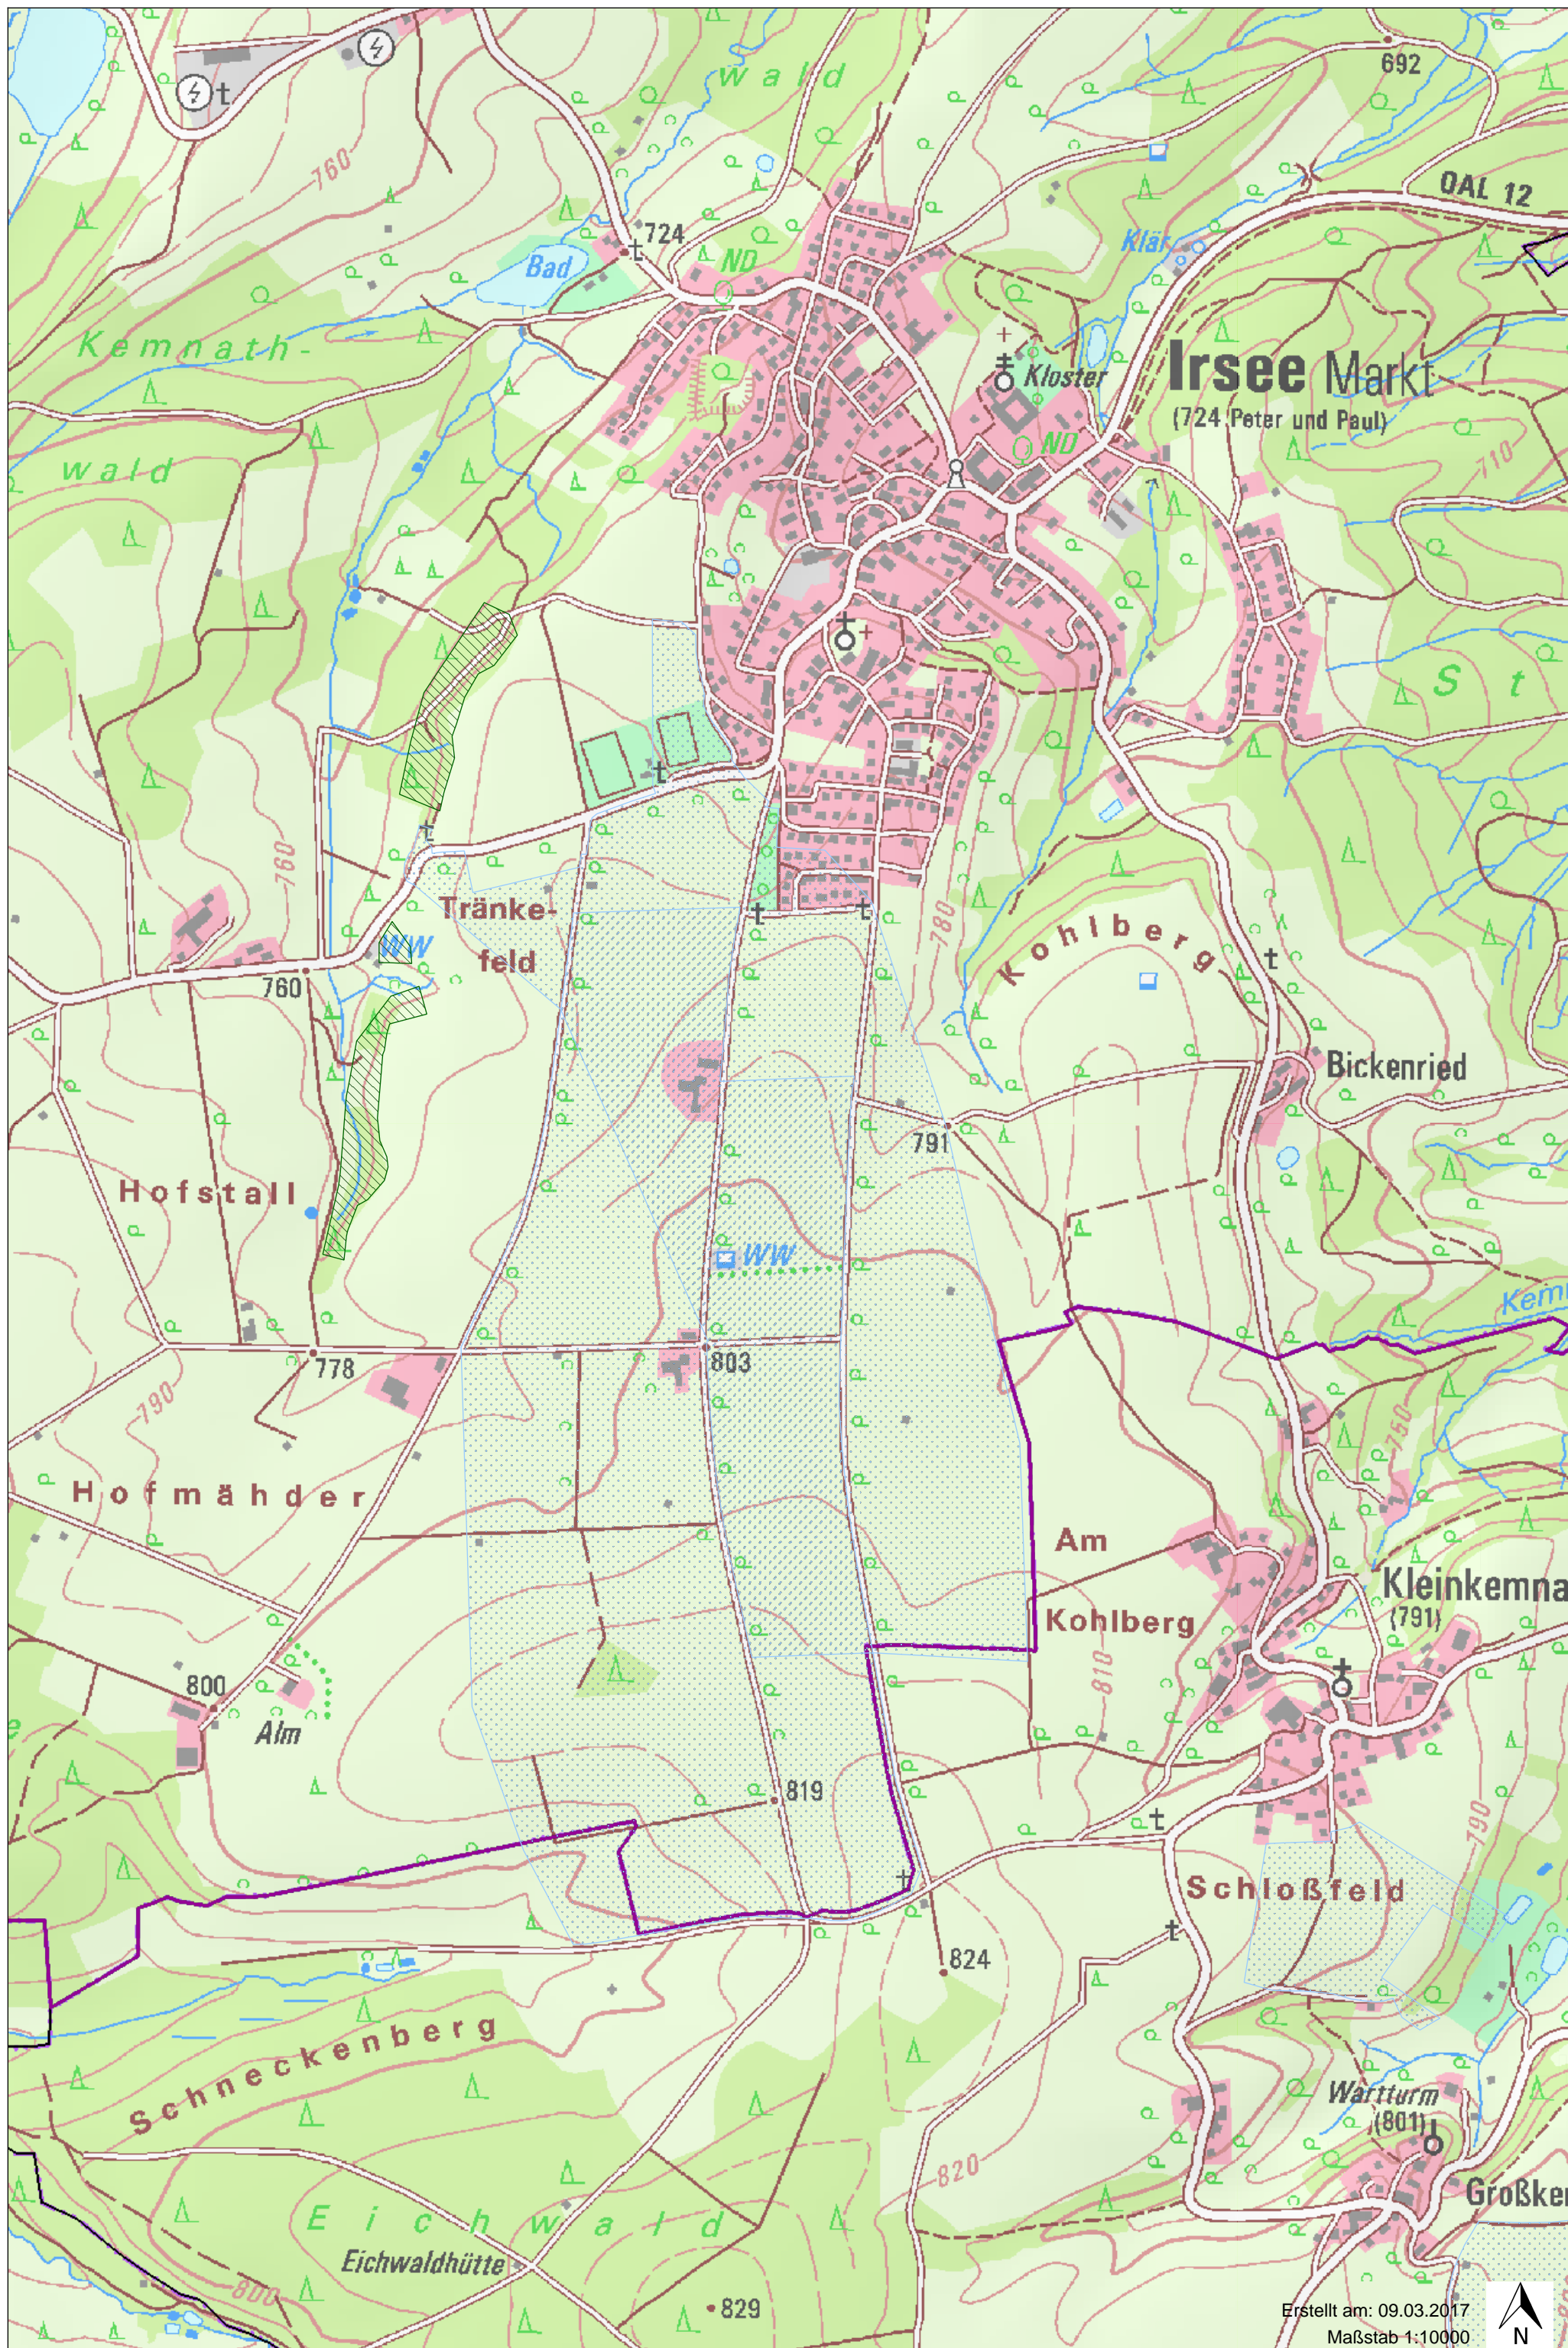 wald
692
t
760
OAL 12
724
ND
Klär
Bad
Kemnath-
Irsee Markt
(724 Peter und Paul)
Kloster
ND
wald
710
S t
760
Tränke-
feld
WW
780
Kohlberg
760
Bickenried
791
Hofstall
WW
803
778
790
750
Hofmähder
Am
Kohlberg
Kleinkemna
(791)
810
800
Alm
819
790
Schloßfeld
824
Schneckenberg
Wartturm
(801)
820
Großke
Eichwald
Eichwaldhütte
800
829
Erstellt am: 09.03.2017
Maßstab 1:10000
N